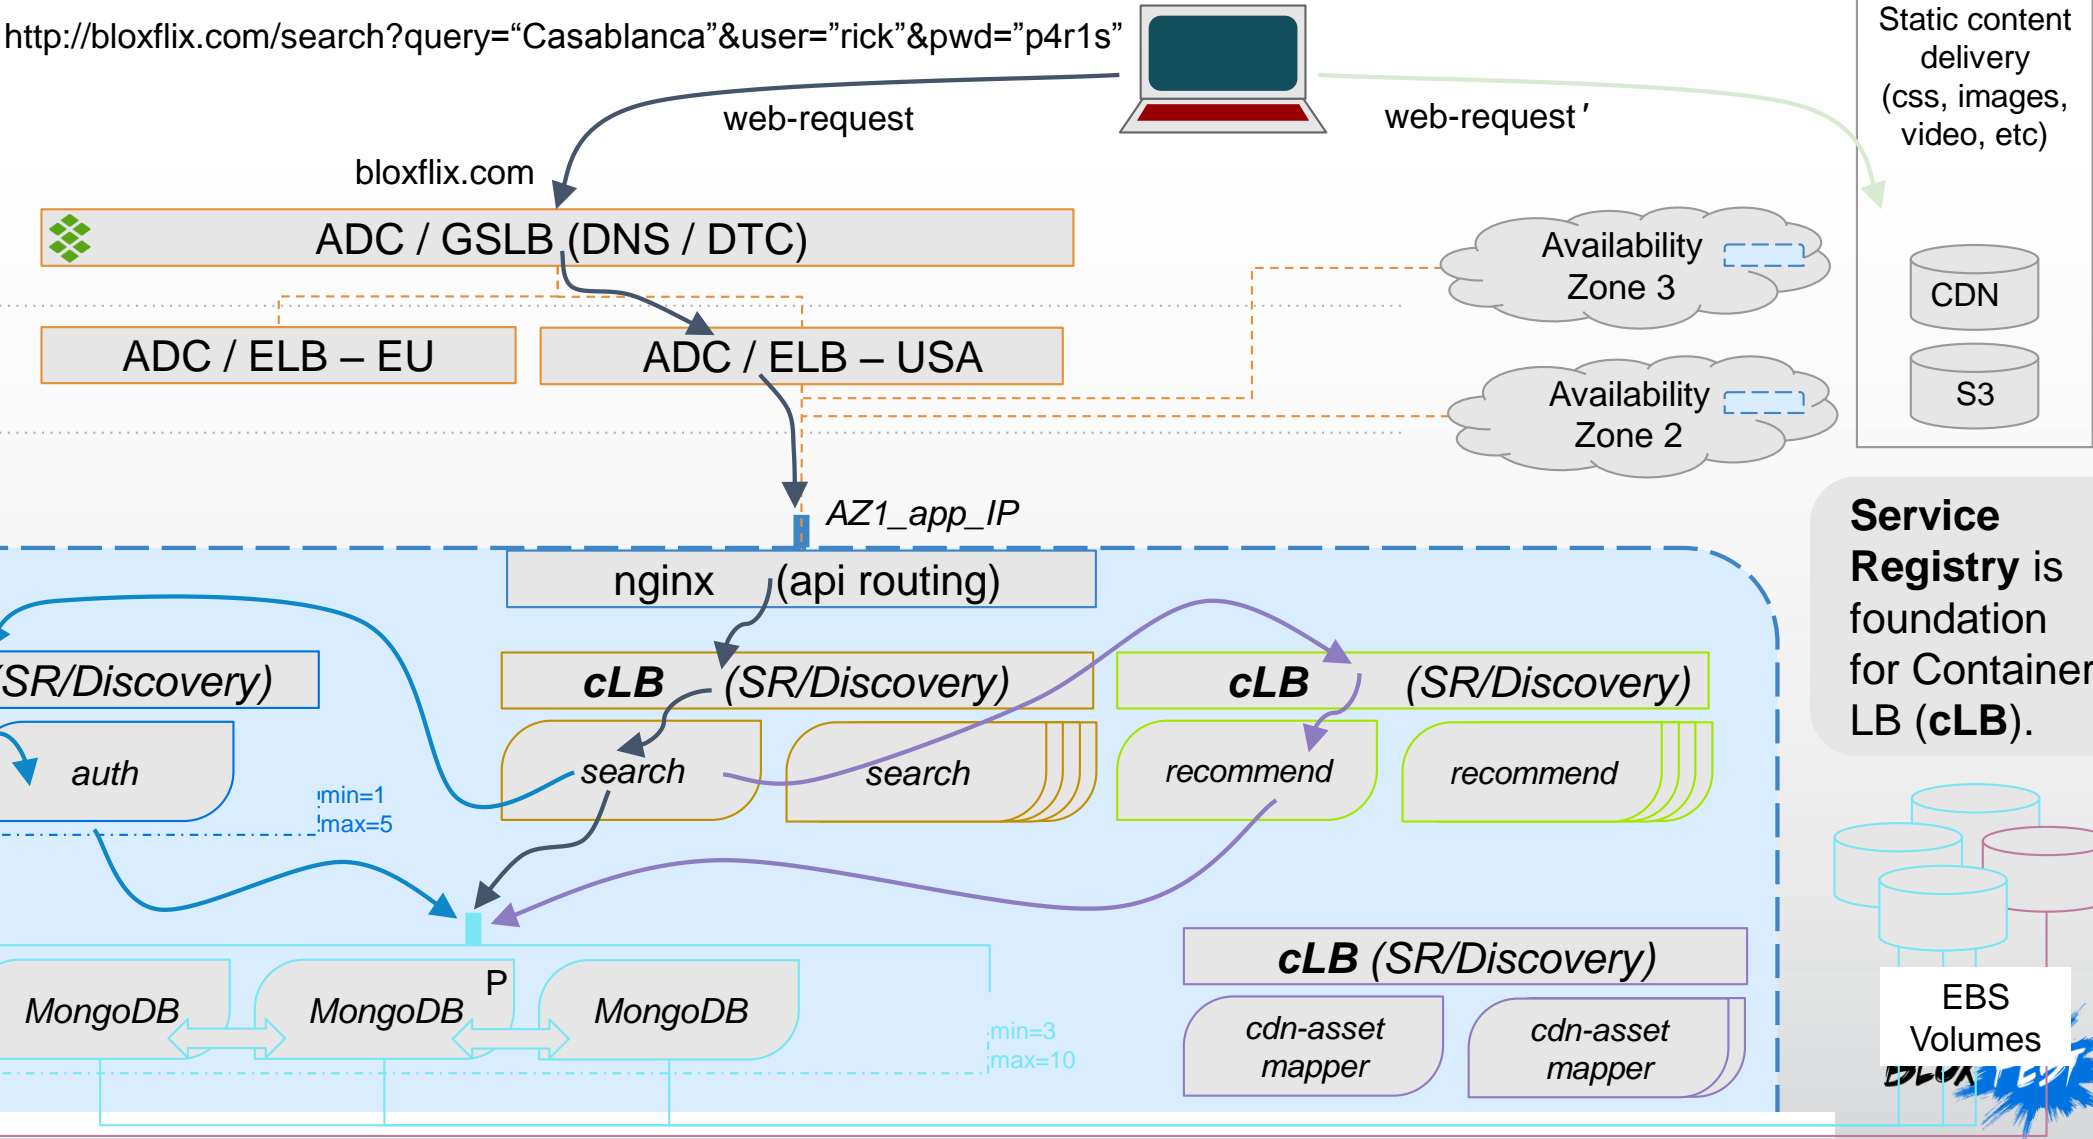 http://bloxflix.com/search?query=“Casablanca”&user=”rick”&pwd=”p4r1s”
web-request
web-request’
Static content
delivery
(css, images,
video, etc)
bloxflix.com
ADC / GSLB (DNS / DTC)
Availability
Zone 3
CDN
ADC / ELB – EU
ADC / ELB – USA
Availability
Zone 2
S3
AZ1_app_IP
Service
Registry is
foundation
for Container
LB (cLB).
nginx (api routing)
(SR/Discovery)
cLB (SR/Discovery)
cLB (SR/Discovery)
auth
search
search
recommend
recommend
min=1
max=5
P
MongoDB
MongoDB
MongoDB
min=3
max=10
cLB (SR/Discovery)
cdn-asset
mapper
cdn-asset
mapper
EBS
Volumes